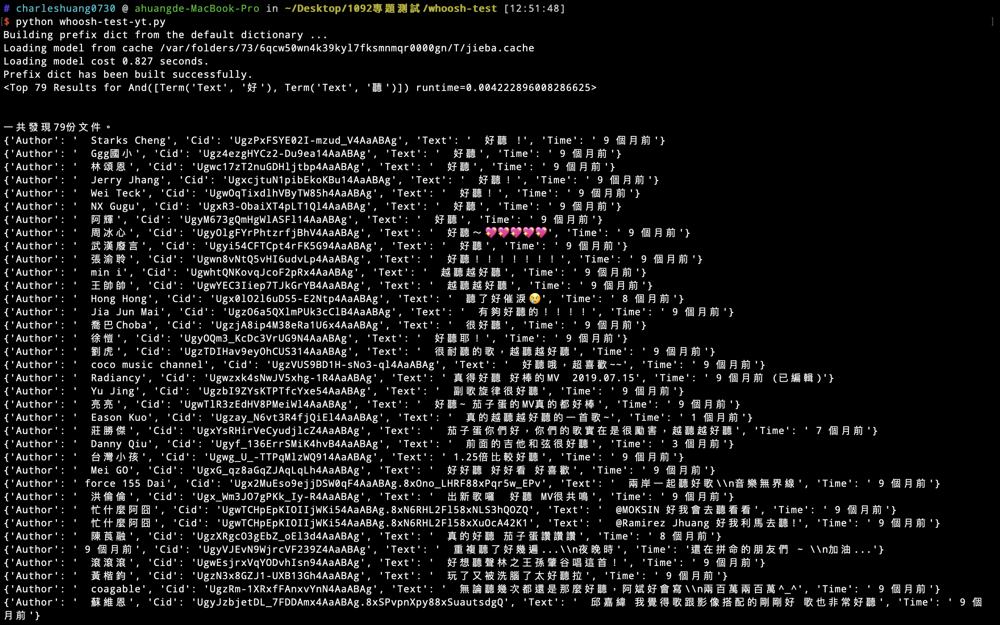 # charleshuang0730 @ ahuangde-MacBook-Pro in ~/Desktop/1092專題測試/whoosh-test [12:51:48]
[$ python whoosh-test-yt.py ]
Building prefix dict from the default dictionary ...
Loading model from cache /var/folders/73/6qcw50wn4k39kyl7fksmnmqr0000gn/T/jieba.cache
Loading model cost 0.827 seconds.
Prefix dict has been built successfully.
<Top 79 Results for And([Term('Text', '好'), Term('Text', '聽')]) runtime=0.004222896008286625>
一共發現79份文件。
{'Author': '  Starks Cheng', 'Cid': 'UgzPxFSYE02I-mzud_V4AaABAg', 'Text': '  好聽 !', 'Time': ' 9 個月前'}
{'Author': '  Ggg國小', 'Cid': 'Ugz4ezgHYCz2-Du9ea14AaABAg', 'Text': '  好聽', 'Time': ' 9 個月前'}
{'Author': '  林頌恩', 'Cid': 'Ugwc17zT2nuGDHljtbp4AaABAg', 'Text': '  好聽', 'Time': ' 9 個月前'}
{'Author': '  Jerry Jhang', 'Cid': 'UgxcjtuN1pibEkoKBu14AaABAg', 'Text': '  好聽！', 'Time': ' 9 個月前'}
{'Author': '  Wei Teck', 'Cid': 'UgwOqTixdlhVByTW85h4AaABAg', 'Text': '  好聽！', 'Time': ' 9 個月前'}
{'Author': '  NX Gugu', 'Cid': 'UgxR3-ObaiXT4pLT1Ql4AaABAg', 'Text': '  好聽', 'Time': ' 9 個月前'}
{'Author': '  阿輝', 'Cid': 'UgyM673gQmHgWlASFl14AaABAg', 'Text': '  好聽', 'Time': ' 9 個月前'}
{'Author': '  周冰心', 'Cid': 'UgyOlgFYrPhtzrfjBhV4AaABAg', 'Text': '  好聽～💖💖💖💖💖', 'Time': ' 9 個月前'}
{'Author': '  武漢廢言', 'Cid': 'Ugyi54CFTCpt4rFK5G94AaABAg', 'Text': '  好聽', 'Time': ' 9 個月前'}
{'Author': '  張渝聆', 'Cid': 'Ugwn8vNtQ5vHI6udvLp4AaABAg', 'Text': '  好聽！！！！！！！', 'Time': ' 9 個月前'}
{'Author': '  min i', 'Cid': 'UgwhtQNKovqJcoF2pRx4AaABAg', 'Text': '  越聽越好聽', 'Time': ' 9 個月前'}
{'Author': '  王帥帥', 'Cid': 'UgwYEC3Iiep7TJkGrYB4AaABAg', 'Text': '  越聽越好聽', 'Time': ' 9 個月前'}
{'Author': '  Hong Hong', 'Cid': 'Ugx0lO2l6uD55-E2Ntp4AaABAg', 'Text': '  聽了好催淚😢', 'Time': ' 8 個月前'}
{'Author': '  Jia Jun Mai', 'Cid': 'UgzO6a5QXlmPUk3cClB4AaABAg', 'Text': '  有夠好聽的！！！！', 'Time': ' 9 個月前'}
{'Author': '  喬巴Choba', 'Cid': 'UgzjA8ip4M38eRa1U6x4AaABAg', 'Text': '  很好聽', 'Time': ' 9 個月前'}
{'Author': '  徐愷', 'Cid': 'UgyOQm3_KcDc3VrUG9N4AaABAg', 'Text': '  好聽耶！', 'Time': ' 9 個月前'}
{'Author': '  劉虎', 'Cid': 'UgzTDIHav9eyOhCUS314AaABAg', 'Text': '  很耐聽的歌，越聽越好聽', 'Time': ' 9 個月前'}
{'Author': '  coco music channel', 'Cid': 'UgzVUS9BD1H-sNo3-ql4AaABAg', 'Text': '  好聽哦，超喜歡~~', 'Time': ' 9 個月前'}
{'Author': '  Radiancy', 'Cid': 'Ugwzxk4sNwJV5xhg-1R4AaABAg', 'Text': ' 真得好聽 好棒的MV  2019.07.15', 'Time': ' 9 個月前 (已編輯)'}
{'Author': '  Yu Jing', 'Cid': 'UgzbI9ZYsKTPTfcYxe54AaABAg', 'Text': '  副歌旋律很好聽', 'Time': ' 9 個月前'}
{'Author': '  亮亮', 'Cid': 'UgwTlR3zEdHV8PMeiWl4AaABAg', 'Text': '  好聽~ 茄子蛋的MV真的都好棒', 'Time': ' 9 個月前'}
{'Author': '  Eason Kuo', 'Cid': 'Ugzay_N6vt3R4fjQiEl4AaABAg', 'Text': '  真的越聽越好聽的一首歌~', 'Time': ' 1 個月前'}
{'Author': '  莊勝傑', 'Cid': 'UgxYsRHirVeCyudjlcZ4AaABAg', 'Text': '  茄子蛋你們好，你們的歌實在是很勵害，越聽越好聽', 'Time': ' 7 個月前'}
{'Author': '  Danny Qiu', 'Cid': 'Ugyf_136ErrSMiK4hvB4AaABAg', 'Text': '  前面的吉他和弦很好聽', 'Time': ' 3 個月前'}
{'Author': '  台灣小孩', 'Cid': 'Ugwg_U_-TTPqMlzWQ914AaABAg', 'Text': ' 1.25倍比較好聽', 'Time': ' 9 個月前'}
{'Author': '  Mei GO', 'Cid': 'UgxG_qz8aGqZJAqLqLh4AaABAg', 'Text': '  好好聽 好好看 好喜歡', 'Time': ' 9 個月前'}
{'Author': ' force 155 Dai', 'Cid': 'Ugx2MuEso9ejjDSW0qF4AaABAg.8xOno_LHRF88xPqr5w_EPv', 'Text': '  兩岸一起聽好歌\\n音樂無界線', 'Time': ' 9 個月前'}
{'Author': '  洪倫倫', 'Cid': 'Ugx_Wm3JO7gPKk_Iy-R4AaABAg', 'Text': '  出新歌囉  好聽 MV很共鳴', 'Time': ' 9 個月前'}
{'Author': '  忙什麼阿囧', 'Cid': 'UgwTCHpEpKIOIIjWKi54AaABAg.8xN6RHL2Fl58xNLS3hQOZQ', 'Text': '  @MOKSIN 好我會去聽看看', 'Time': ' 9 個月前'}
{'Author': '  忙什麼阿囧', 'Cid': 'UgwTCHpEpKIOIIjWKi54AaABAg.8xN6RHL2Fl58xXuOcA42K1', 'Text': '  @Ramirez Jhuang 好我利馬去聽!', 'Time': ' 9 個月前'}
{'Author': '  陳莨融', 'Cid': 'UgzXRgcO3gEbZ_oEl3d4AaABAg', 'Text': '  真的好聽 茄子蛋讚讚讚', 'Time': ' 8 個月前'}
{'Author': ' 9 個月前', 'Cid': 'UgyVJEvN9WjrcVF239Z4AaABAg', 'Text': '  重複聽了好幾遍...\\n夜晚時', 'Time': '還在拼命的朋友們 ~ \\n加油...'}
{'Author': '  滾滾滾', 'Cid': 'UgwEsjrxVqYODvhIsn94AaABAg', 'Text': '  好想聽聲林之王孫肇谷唱這首！', 'Time': ' 9 個月前'}
{'Author': '  黃楷鈞', 'Cid': 'UgzN3x8GZJ1-UXB13Gh4AaABAg', 'Text': '  玩了又被洗腦了太好聽拉', 'Time': ' 9 個月前'}
{'Author': '  coagable', 'Cid': 'UgzRm-1XRxfFAnxvYnN4AaABAg', 'Text': '  無論聽幾次都還是那麼好聽，阿斌好會寫\\n兩百萬兩百萬^_^', 'Time': ' 9 個月前'}
{'Author': '  蘇維恩', 'Cid': 'UgyJzbjetDL_7FDDAmx4AaABAg.8xSPvpnXpy88xSuautsdgQ', 'Text': '  邱嘉緯 我覺得歌跟影像搭配的剛剛好 歌也非常好聽', 'Time': ' 9 個
月前'}